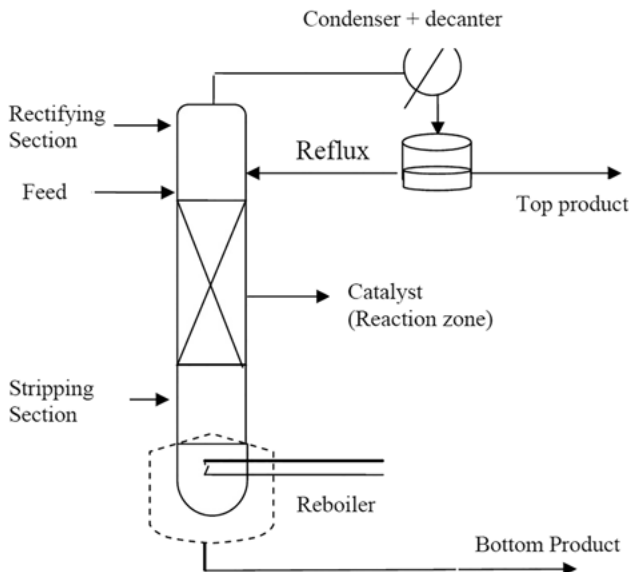 Condenser + decanter
Rectifying
Section
Reflux
Feed
Top product
Catalyst
(Reaction zone)
Stripping
Section
Reboiler
Bottom Product